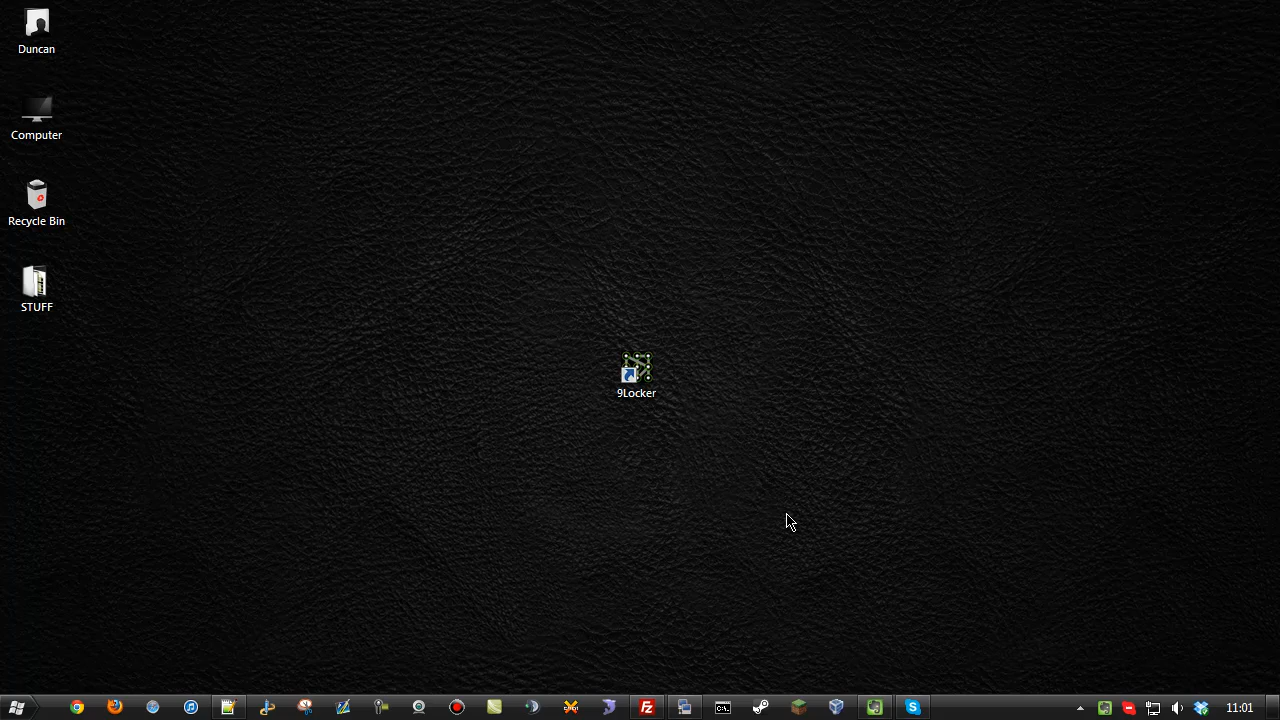 Duncan
Computer
Recycle Bin
STUFF
9Locker
11:01